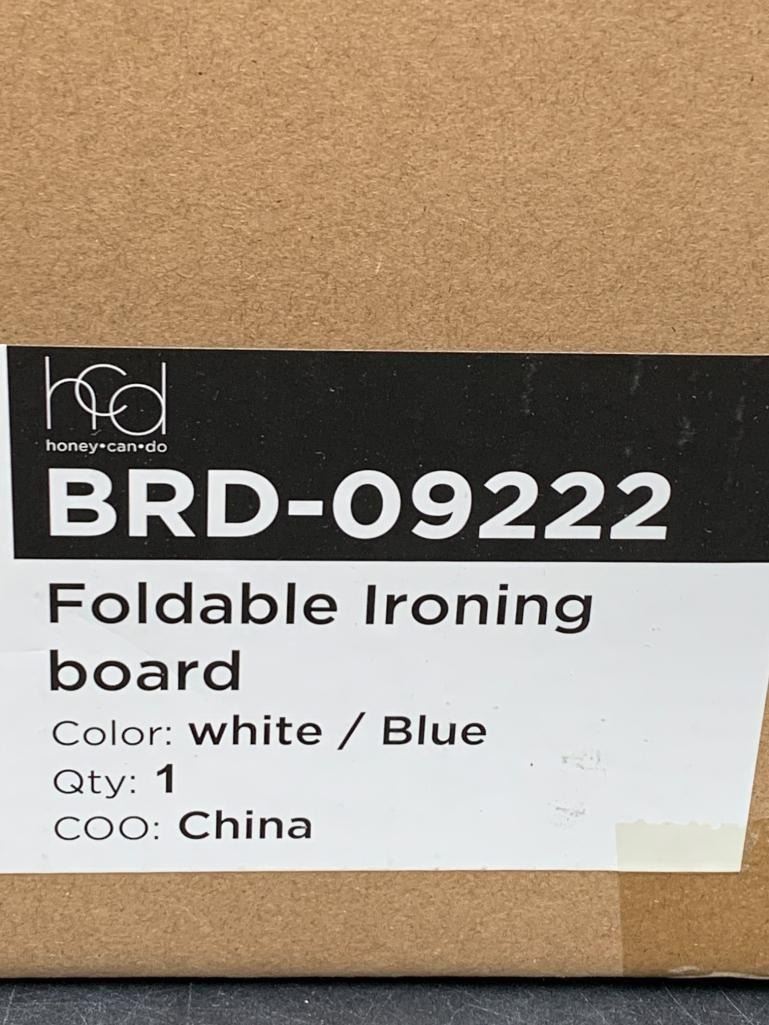 hcd
honey•can•do
BRD-09222
Foldable Ironing
board
Color: white / Blue
Qty: 1
COO: China